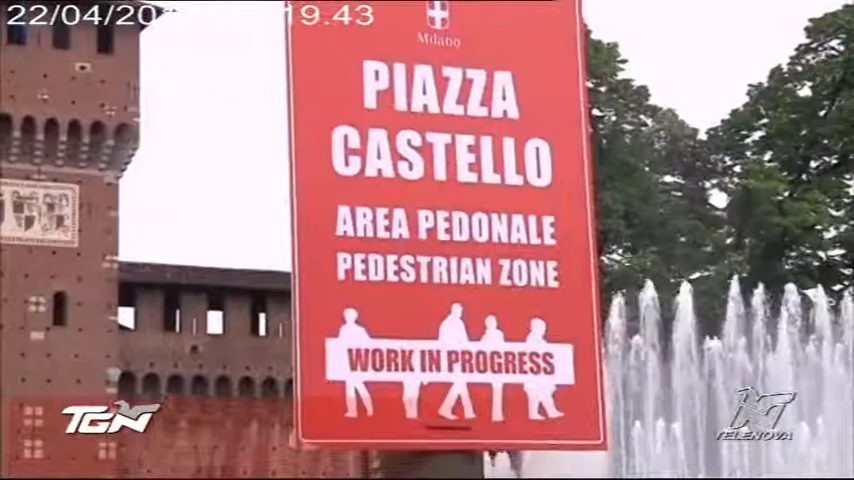 22/04/20
19.43
Milano
PIAZZA
CASTELLO
AREA PEDONALE
PEDESTRIAN ZONE
WORK IN PROGRESS
TGN
TELENOVA